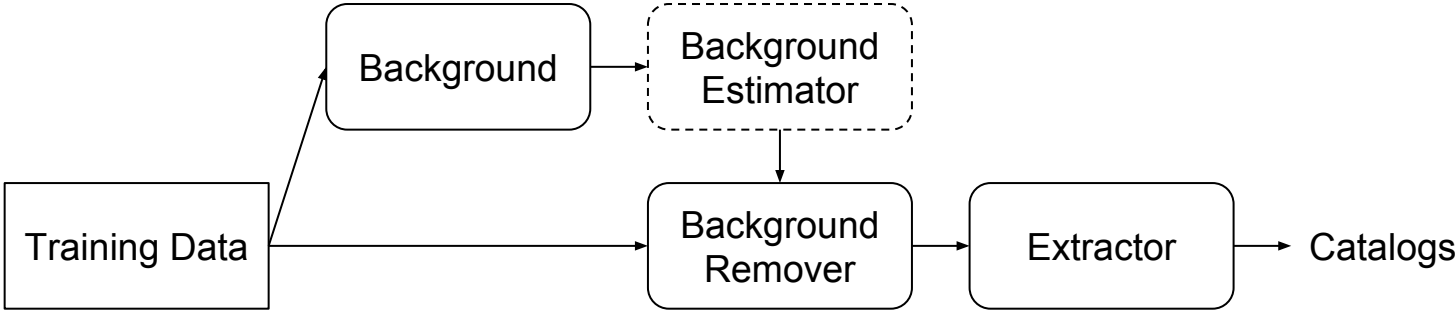 Background
Background
Estimator
Training Data
Background
Remover
Extractor
Catalogs